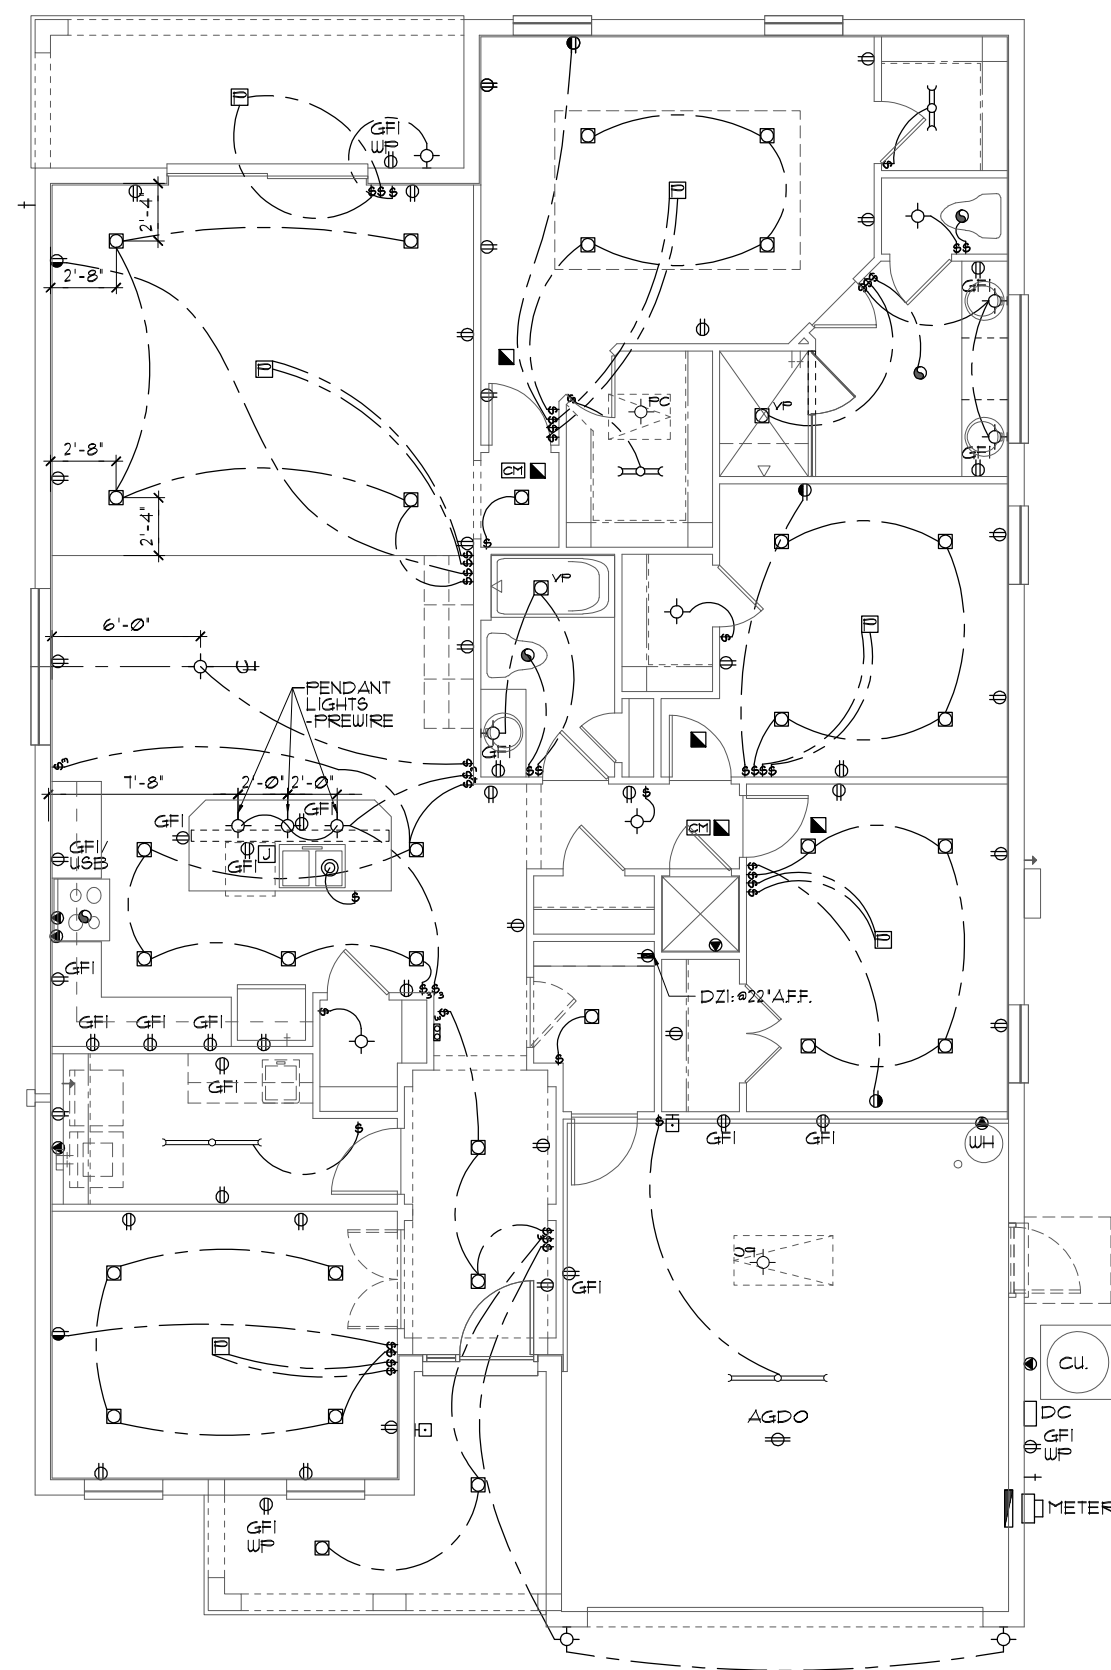 GFI
WP
2'-4"
2'-8"
GFI
PC
VP
2'-8"
GFI
CM
2'-4"
VP
6'-0"
PENDANT
LIGHTS
-PREWIRE
GFI
7'-8"
2'-0"
2'-0"
GFI
GFI
CM
GFI/
USB
GFI
J
GFI
DZI: @22" A.F.F.
GFI
GFI
GFI
GFI
GFI
GFI
WH
PC
GFI
CU.
AGDO
DC
GFI
WP
GFI
WP
METER